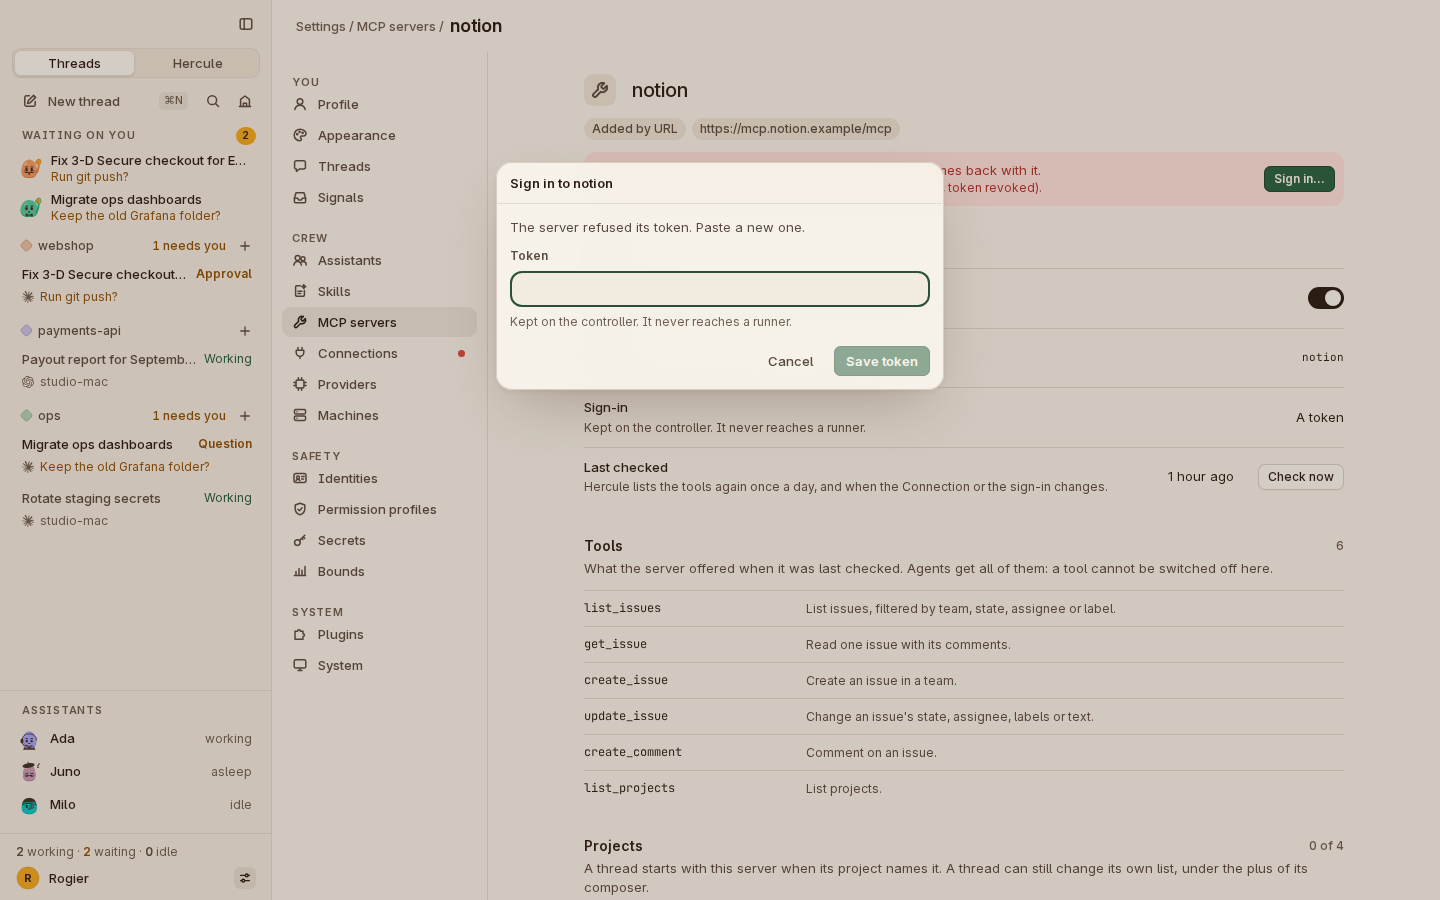 Threads
Hercule
New thread
⌘N
WAITING ON YOU
2
Fix 3-D Secure checkout for E…
Run git push?
Migrate ops dashboards
Keep the old Grafana folder?
webshop
1 needs you
Fix 3-D Secure checkout…
Approval
Run git push?
payments-api
Payout report for Septemb…
Working
studio-mac
ops
1 needs you
Migrate ops dashboards
Question
Keep the old Grafana folder?
Rotate staging secrets
Working
studio-mac
ASSISTANTS
Ada
working
Juno
asleep
Milo
idle
2 working · 2 waiting · 0 idle
R
Rogier
Settings / MCP servers / notion
YOU
Profile
Appearance
Threads
Signals
CREW
Assistants
Skills
MCP servers
Connections
Providers
Machines
SAFETY
Identities
Permission profiles
Secrets
Bounds
SYSTEM
Plugins
System
notion
Added by URL
https://mcp.notion.example/mcp
back with it.
token revoked).
Sign in…
Sign in to notion
The server refused its token. Paste a new one.
Token
Kept on the controller. It never reaches a runner.
Cancel
Save token
notion
Sign-in
Kept on the controller. It never reaches a runner.
A token
Last checked
Hercule lists the tools again once a day, and when the Connection or the sign-in changes.
1 hour ago
Check now
Tools
6
What the server offered when it was last checked. Agents get all of them: a tool cannot be switched off here.
list_issues
List issues, filtered by team, state, assignee or label.
get_issue
Read one issue with its comments.
create_issue
Create an issue in a team.
update_issue
Change an issue's state, assignee, labels or text.
create_comment
Comment on an issue.
list_projects
List projects.
Projects
0 of 4
A thread starts with this server when its project names it. A thread can still change its own list, under the plus of its
composer.